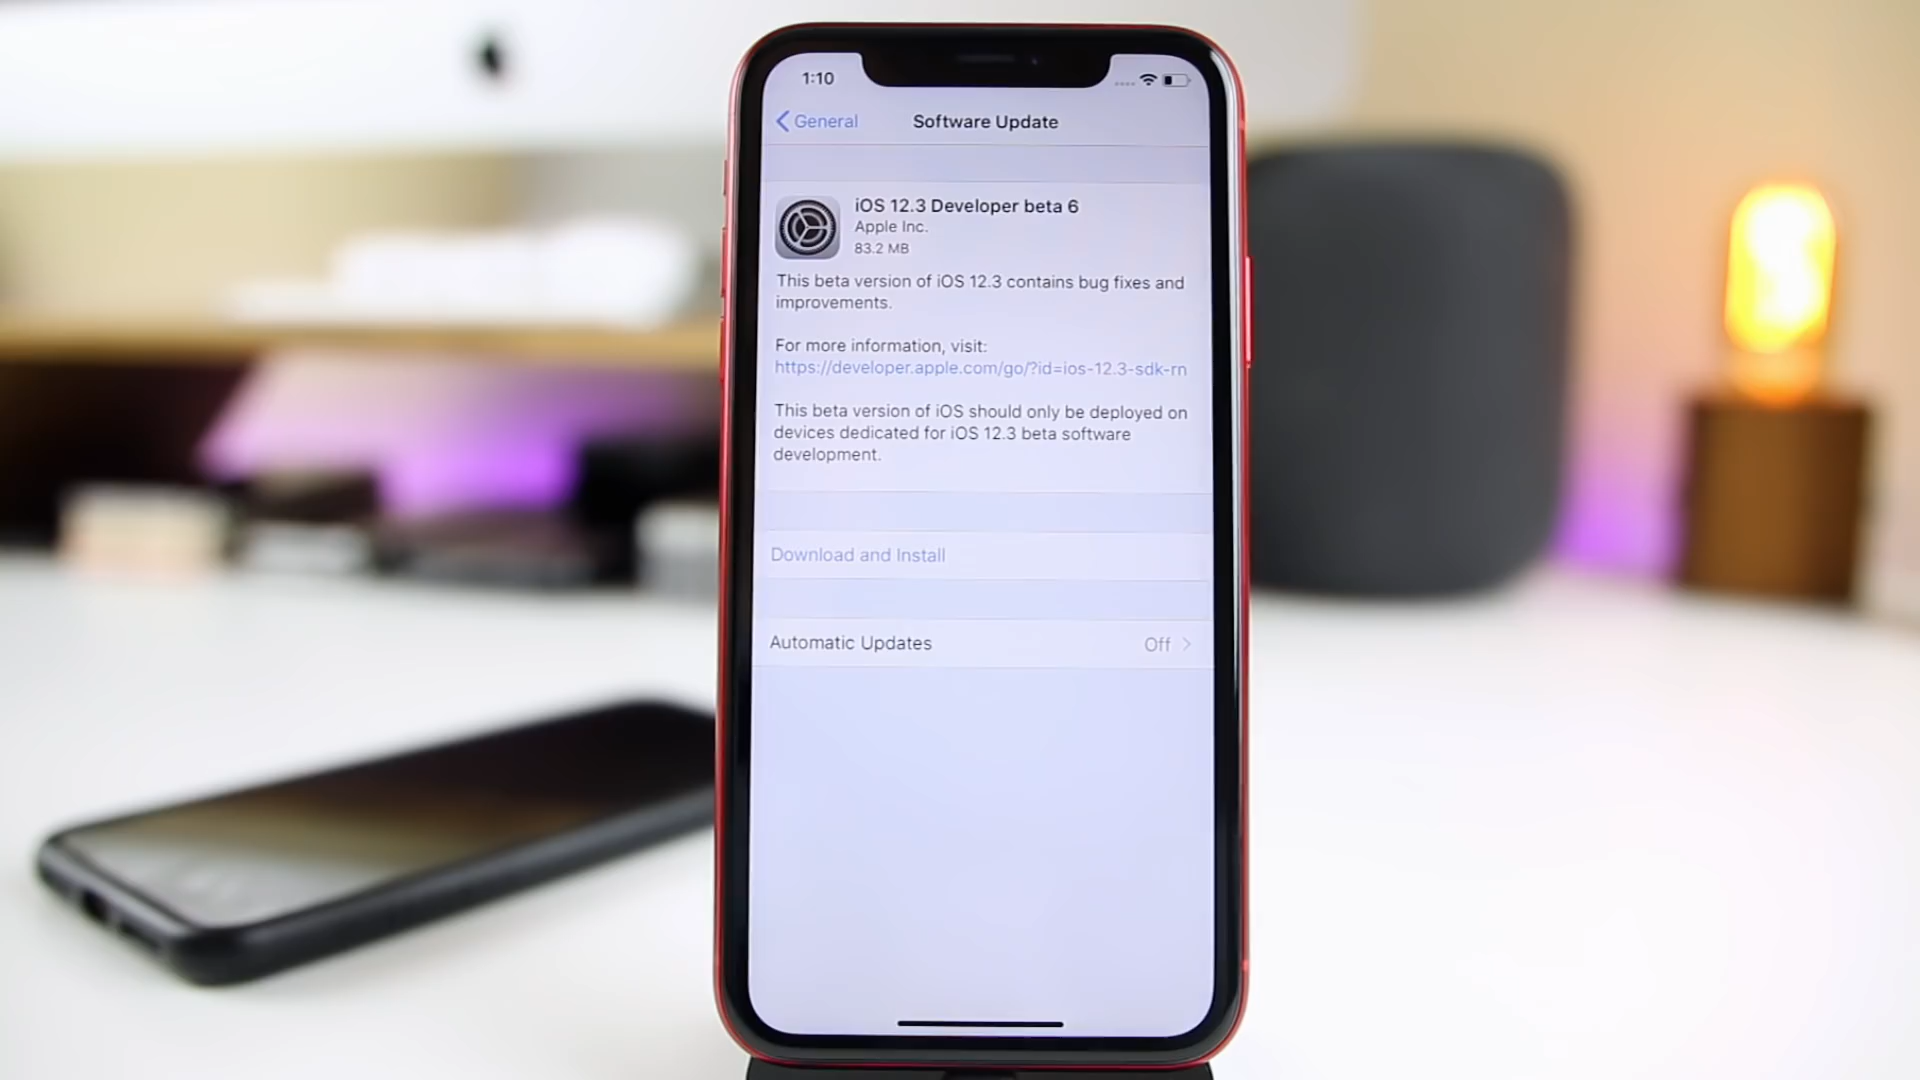 1:10
General
Software Update
iOS 12.3 Developer beta 6
Apple Inc.
83.2 MB
This beta version of iOS 12.3 contains bug fixes and
improvements.
For more information, visit:
https://developer.apple.com/go/?id=ios-12.3-sdk-rn
This beta version of iOS should only be deployed on
devices dedicated for iOS 12.3 beta software
development.
Download and Install
Automatic Updates Off